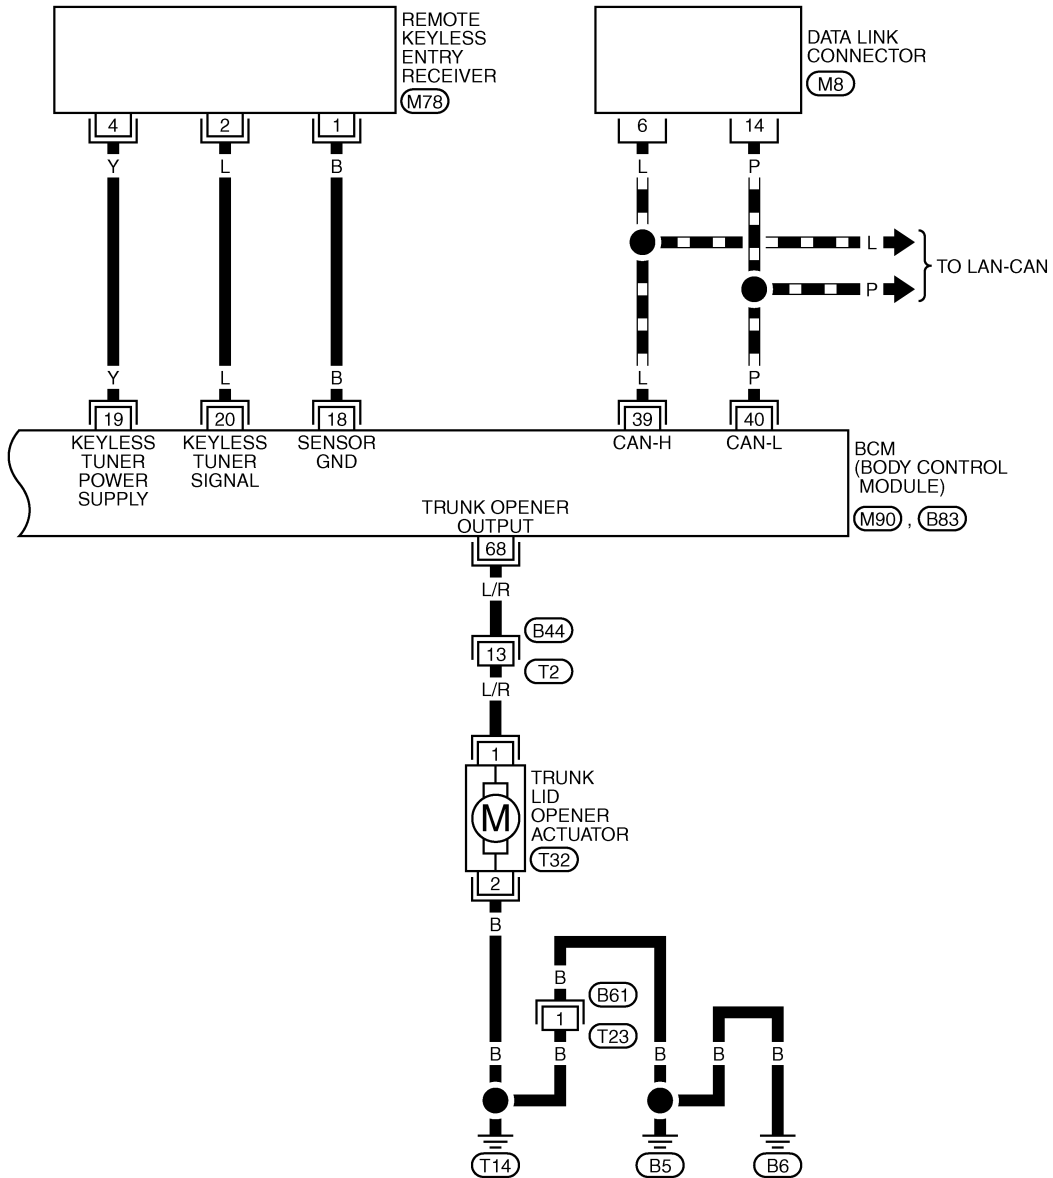 REMOTE
KEYLESS
ENTRY
RECEIVER
M78
DATA LINK
CONNECTOR
M8
4 2 1 6 14
Y L B L P
L
TO LAN-CAN
P
Y L B L P
19 20 18 39 40
KEYLESS
TUNER
POWER
SUPPLY
KEYLESS
TUNER
SIGNAL
SENSOR
GND
CAN-H
CAN-L
BCM
(BODY CONTROL
MODULE)
M90 , B83
TRUNK OPENER
OUTPUT
68
L/R
B44
13
T2
L/R
1
M
TRUNK
LID
OPENER
ACTUATOR
T32
2
B
B
B61
1
T23
B B B B B
T14 B5 B6